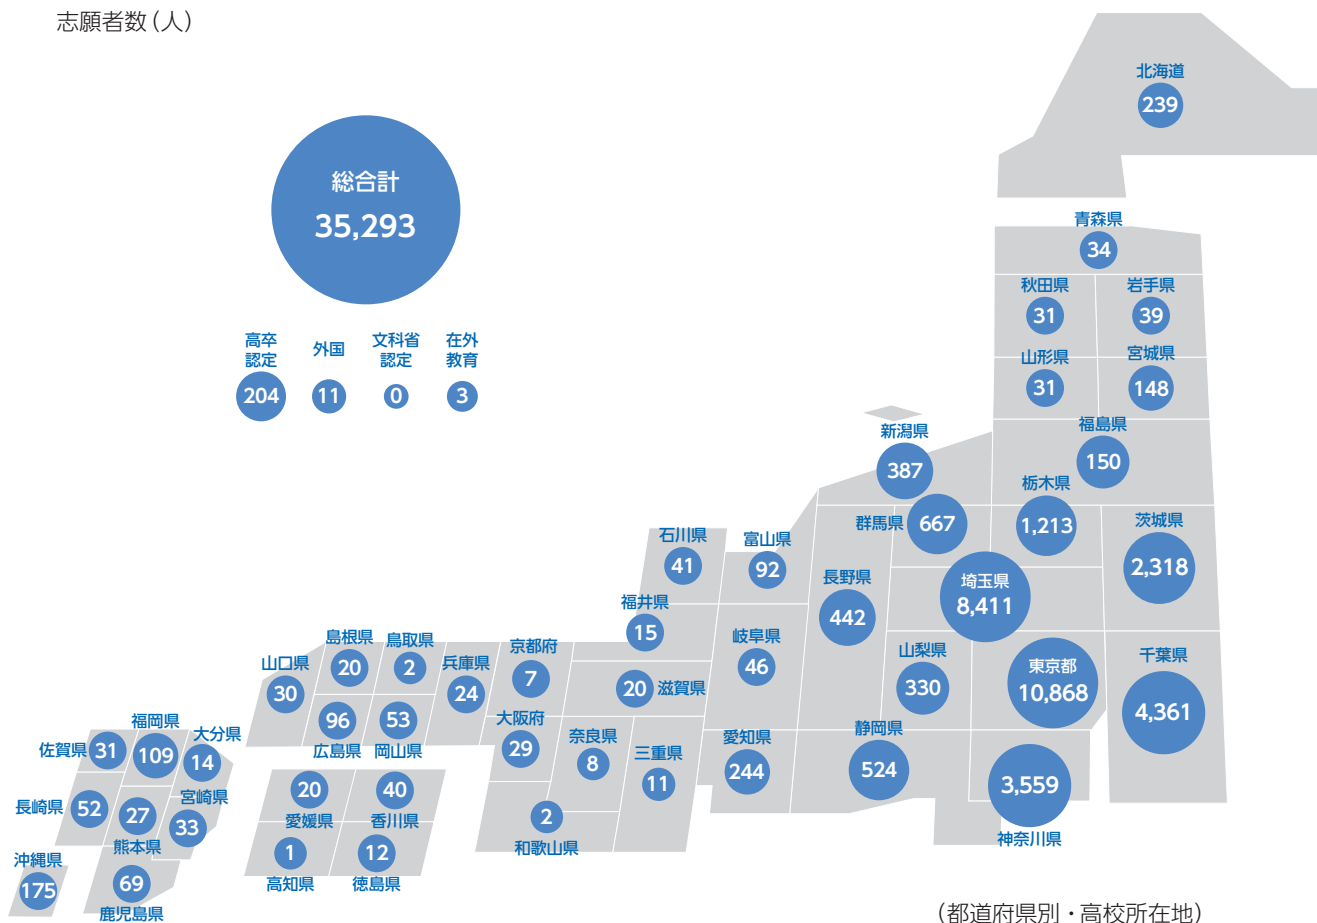 志願者数（人）
総合計
35,293
高卒
認定
204
外国
11
文科省
認定
0
在外
教育
3
北海道
239
青森県
34
秋田県
31
岩手県
39
山形県
31
宮城県
148
福島県
150
新潟県
387
群馬県
667
栃木県
1,213
茨城県
2,318
埼玉県
8,411
東京都
10,868
千葉県
4,361
神奈川県
3,559
山梨県
330
長野県
442
静岡県
524
石川県
41
富山県
92
福井県
15
岐阜県
46
愛知県
244
三重県
11
滋賀県
20
京都府
7
大阪府
29
奈良県
8
和歌山県
2
兵庫県
24
鳥取県
2
島根県
20
岡山県
53
広島県
96
山口県
30
香川県
40
愛媛県
20
徳島県
12
高知県
1
福岡県
109
佐賀県
31
大分県
14
長崎県
52
熊本県
27
宮崎県
33
鹿児島県
69
沖縄県
175
（都道府県別・高校所在地）